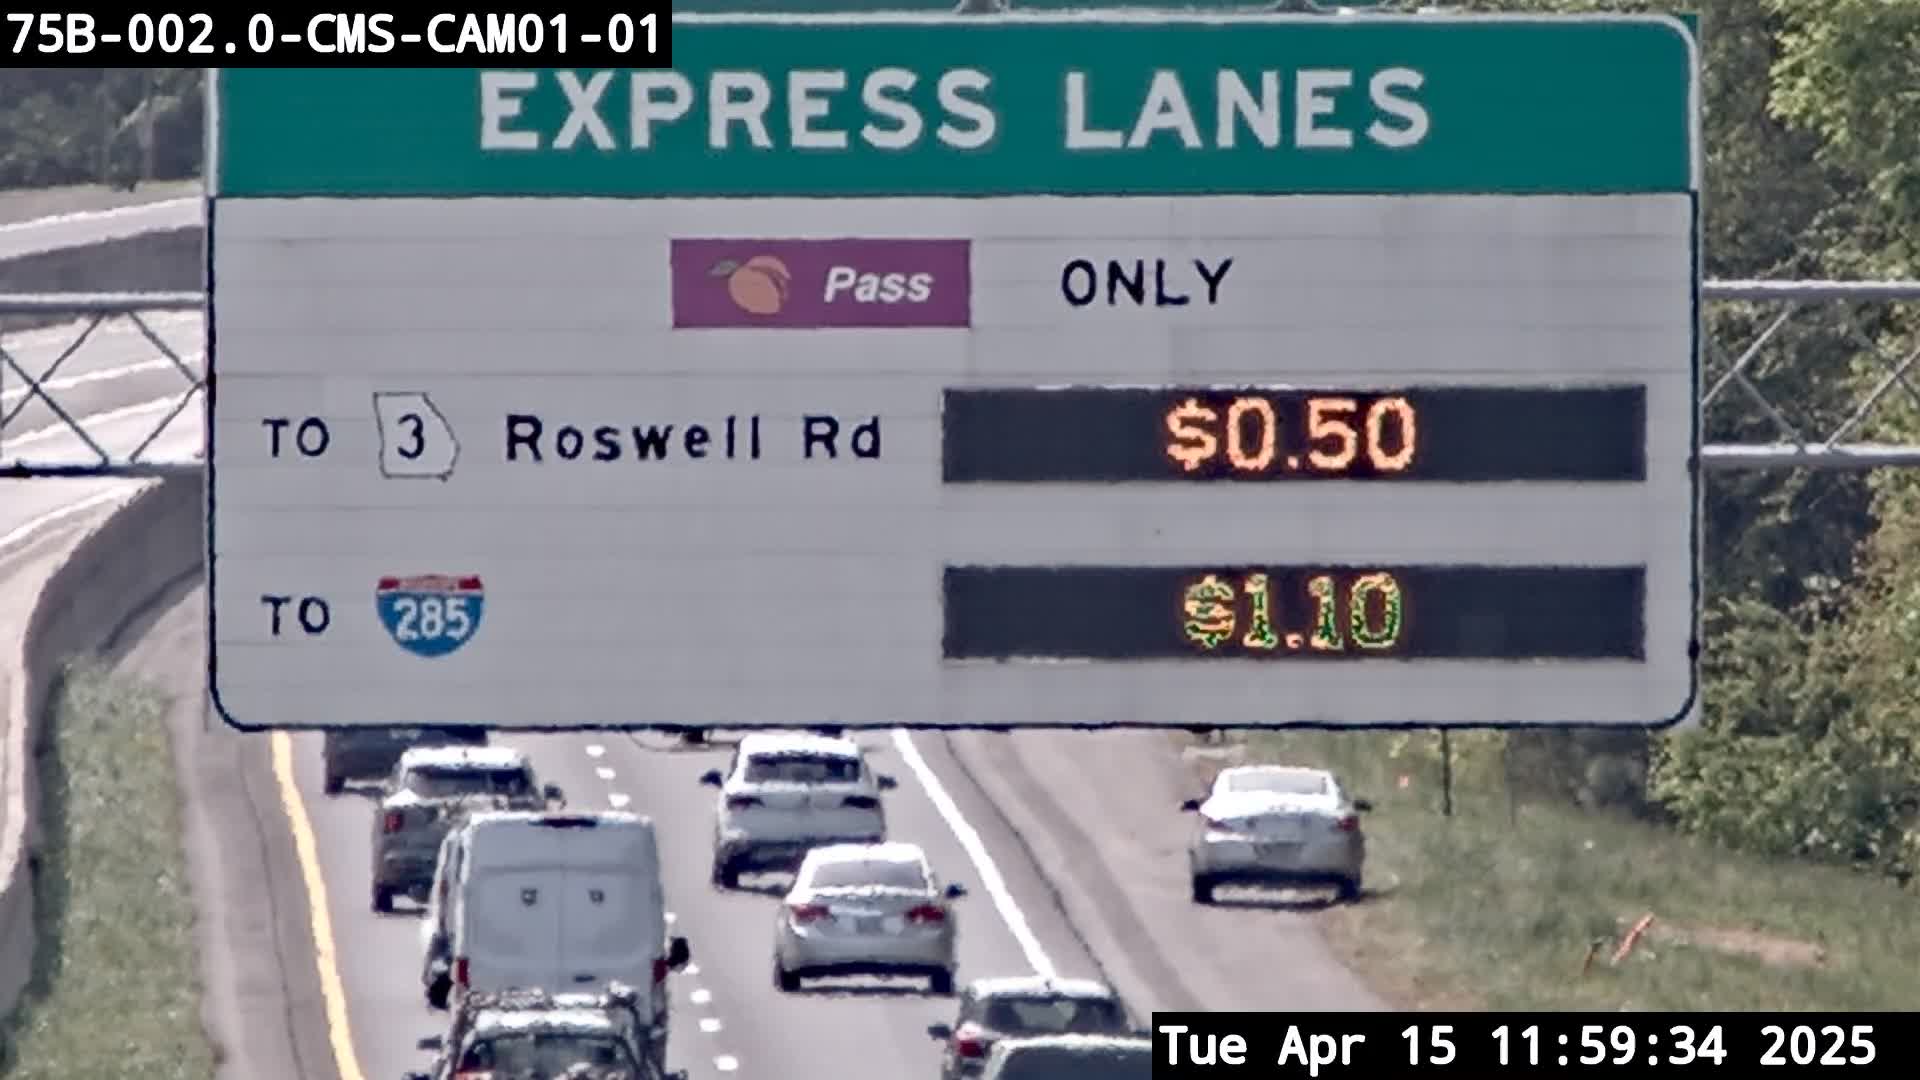 75B-002.0-CMS-CAM01-01
EXPRESS LANES
Pass ONLY
TO 3 Roswell Rd $0.50
TO 285 $1.10
Tue Apr 15 11:59:34 2025